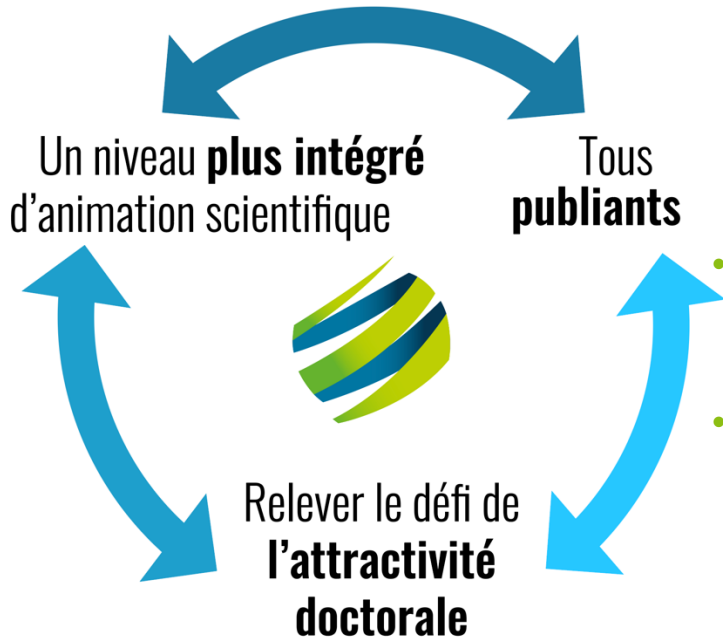 Un niveau plus intégré
d’animation scientifique
Tous
publiants
Relever le défi de
l’attractivité
doctorale